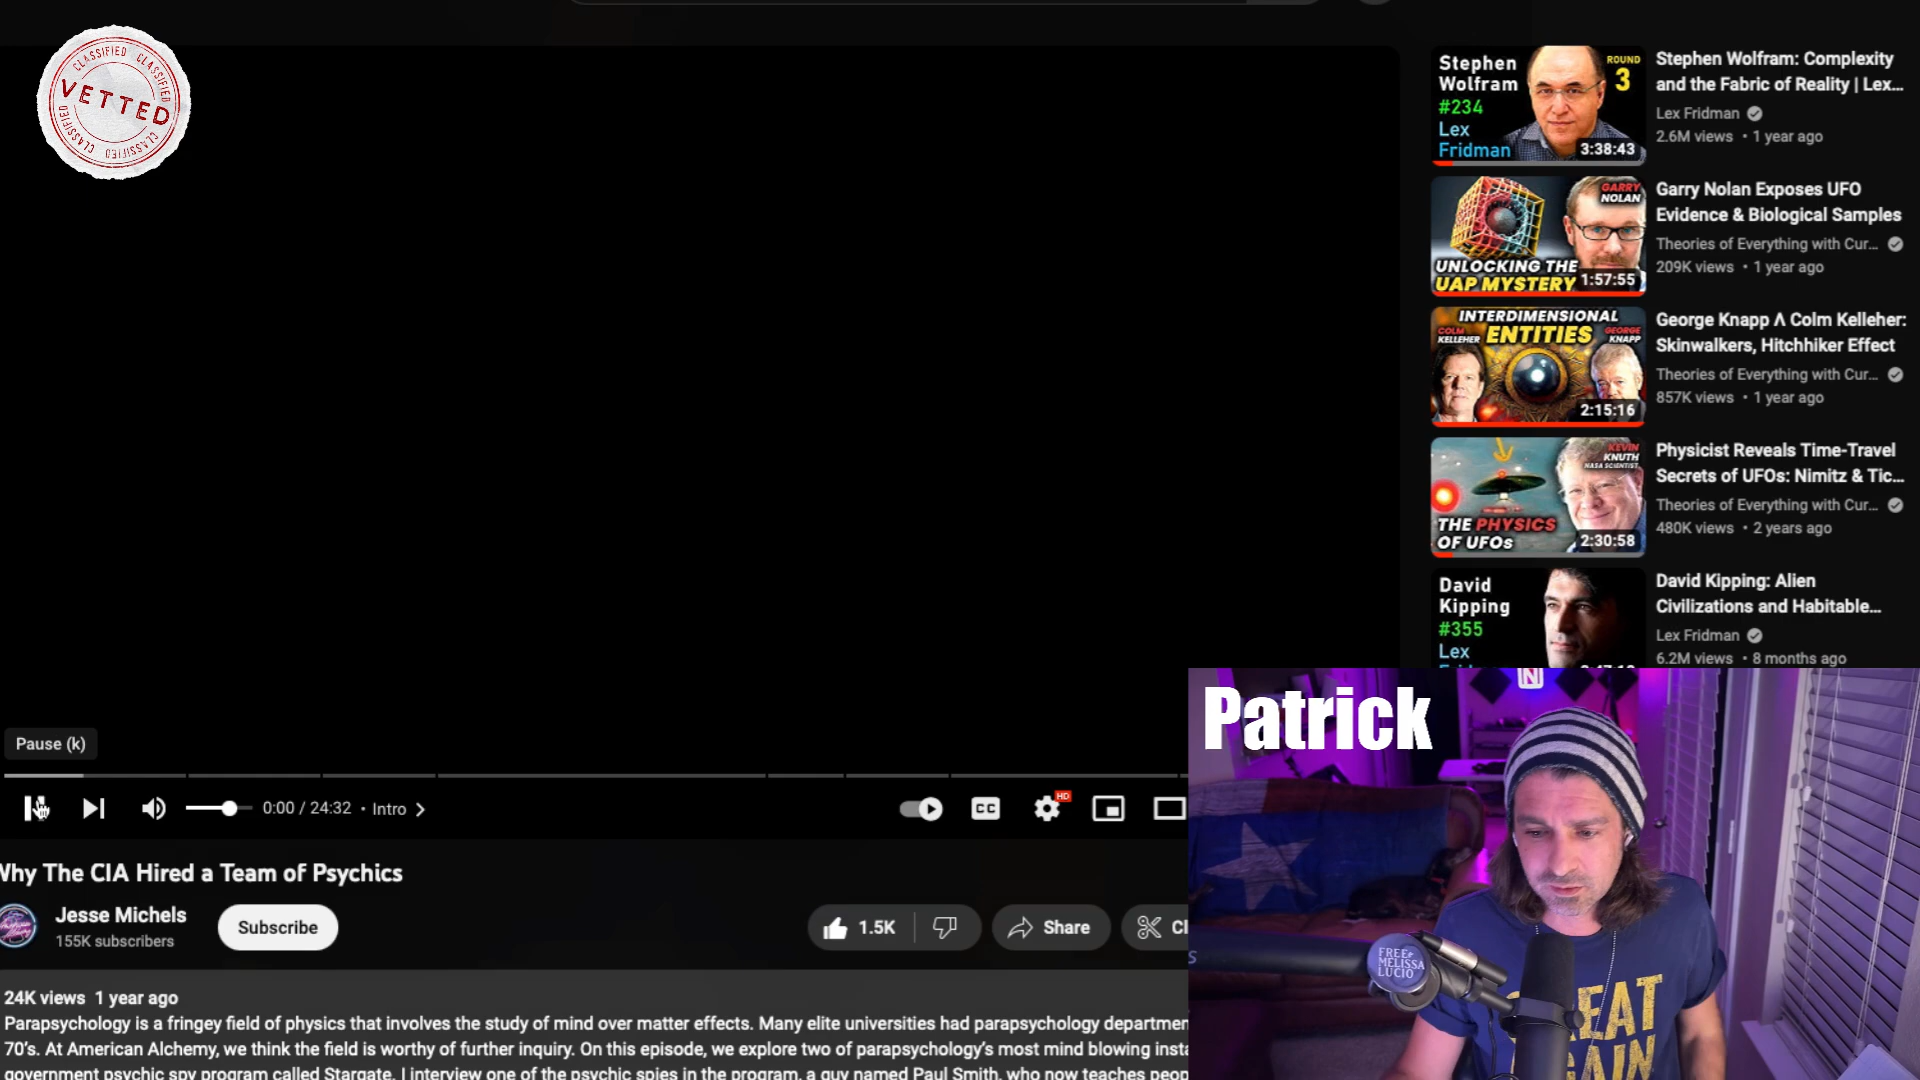 CLASSIFIED CLASSIFIED
VETTED
CLASSIFIED CLASSIFIED
Pause (k)
0:00 / 24:32 • Intro
CC
HD
Why The CIA Hired a Team of Psychics
Jesse Michels
155K subscribers
Subscribe
1.5K
Share
24K views 1 year ago
Parapsychology is a fringey field of physics that involves the study of mind over matter effects. Many elite universities had parapsychology
70's. At American Alchemy, we think the field is worthy of further inquiry. On this episode, we explore two of parapsychology's most mind blowing
government psychic spy program called Stargate. I interview one of the psychic spies in the program, a guy named Paul Smith, who now teaches
Stephen
Wolfram
#234
Lex
Fridman
ROUND
3
3:38:43
Stephen Wolfram: Complexity
and the Fabric of Reality | Lex...
Lex Fridman
2.6M views • 1 year ago
GARRY
NOLAN
UNLOCKING THE
UAP MYSTERY
1:57:55
Garry Nolan Exposes UFO
Evidence & Biological Samples
Theories of Everything with Cur...
209K views • 1 year ago
INTERDIMENSIONAL
ENTITIES
COLM
KELLEHER
GEORGE
KNAPP
2:15:16
George Knapp Λ Colm Kelleher:
Skinwalkers, Hitchhiker Effect
Theories of Everything with Cur...
857K views • 1 year ago
KEVIN
KNUTH
NASA SCIENTIST
THE PHYSICS
OF UFOs
2:30:58
Physicist Reveals Time-Travel
Secrets of UFOs: Nimitz & Tic...
Theories of Everything with Cur...
480K views • 2 years ago
David
Kipping
#355
Lex
David Kipping: Alien
Civilizations and Habitable...
Lex Fridman
6.2M views • 8 months ago
Patrick
FREE
MELISSA
LUCIO
GREAT
AGAIN